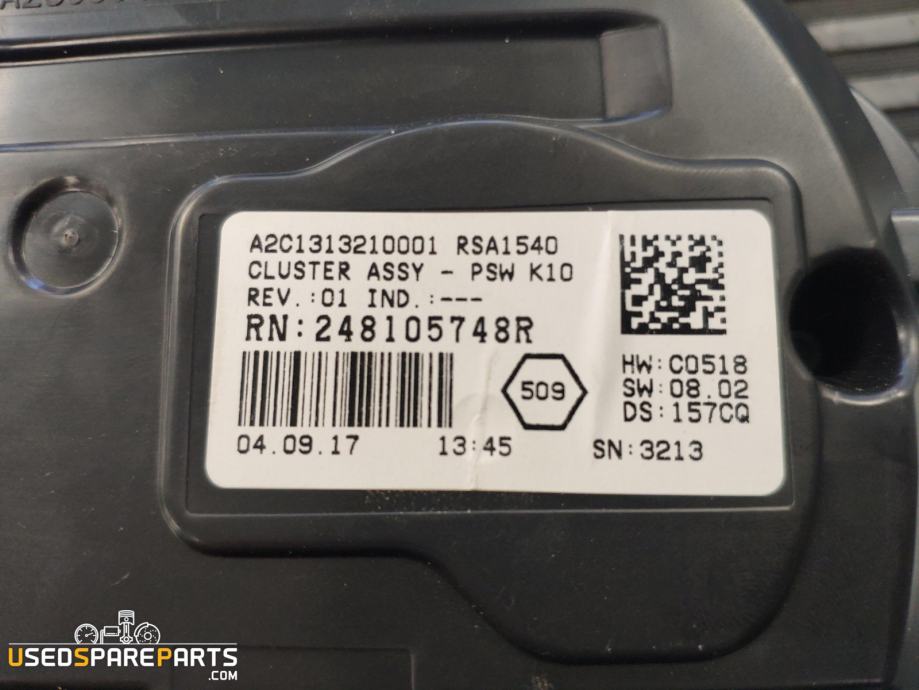 A2C1313210001 RSA1540
CLUSTER ASSY - PSW K10
REV.:01 IND.:---
RN:248105748R
HW:C0518
SW:08.02
DS:157CQ
509
04.09.17 13:45 SN:3213
USEDSPAREPARTS
.COM